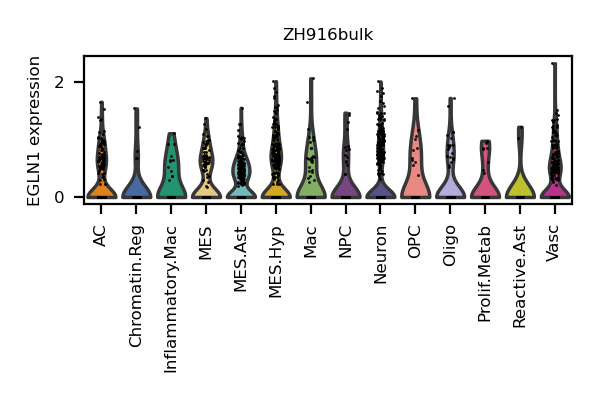 ZH916bulk
EGLN1 expression
2
0
AC
Chromatin.Reg
Inflammatory.Mac
MES
MES.Ast
MES.Hyp
Mac
NPC
Neuron
OPC
Oligo
Prolif.Metab
Reactive.Ast
Vasc